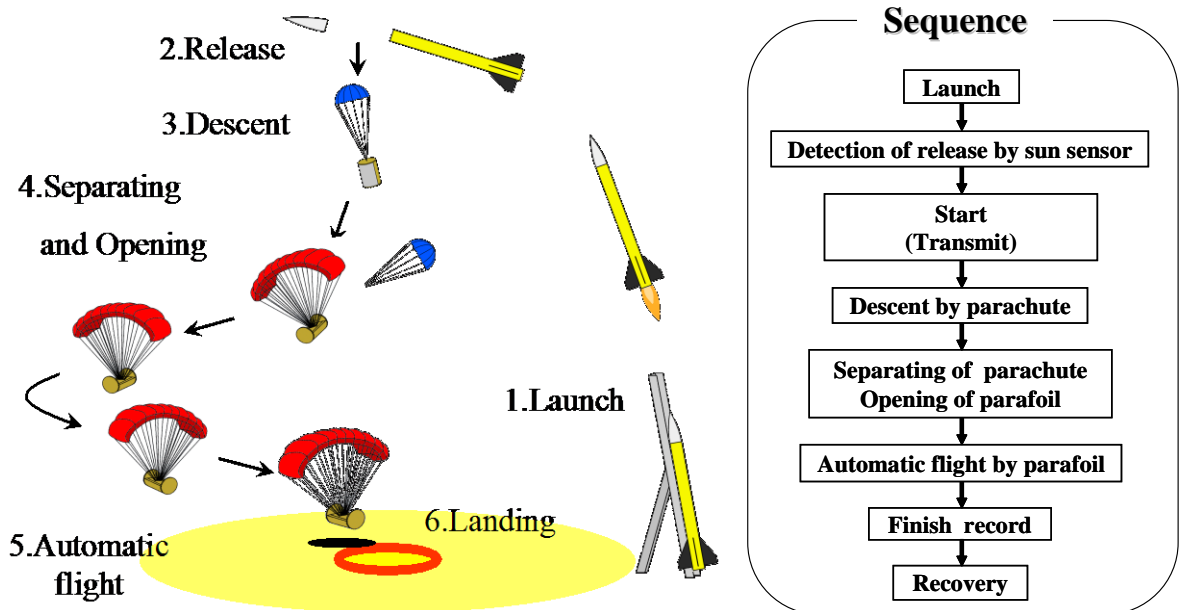 2.Release
3.Descent
4.Separating
and Opening
1.Launch
5.Automatic
flight
6.Landing
Sequence
Launch
Detection of release by sun sensor
Start
(Transmit)
Descent by parachute
Separating of parachute
Opening of parafoil
Automatic flight by parafoil
Finish record
Recovery